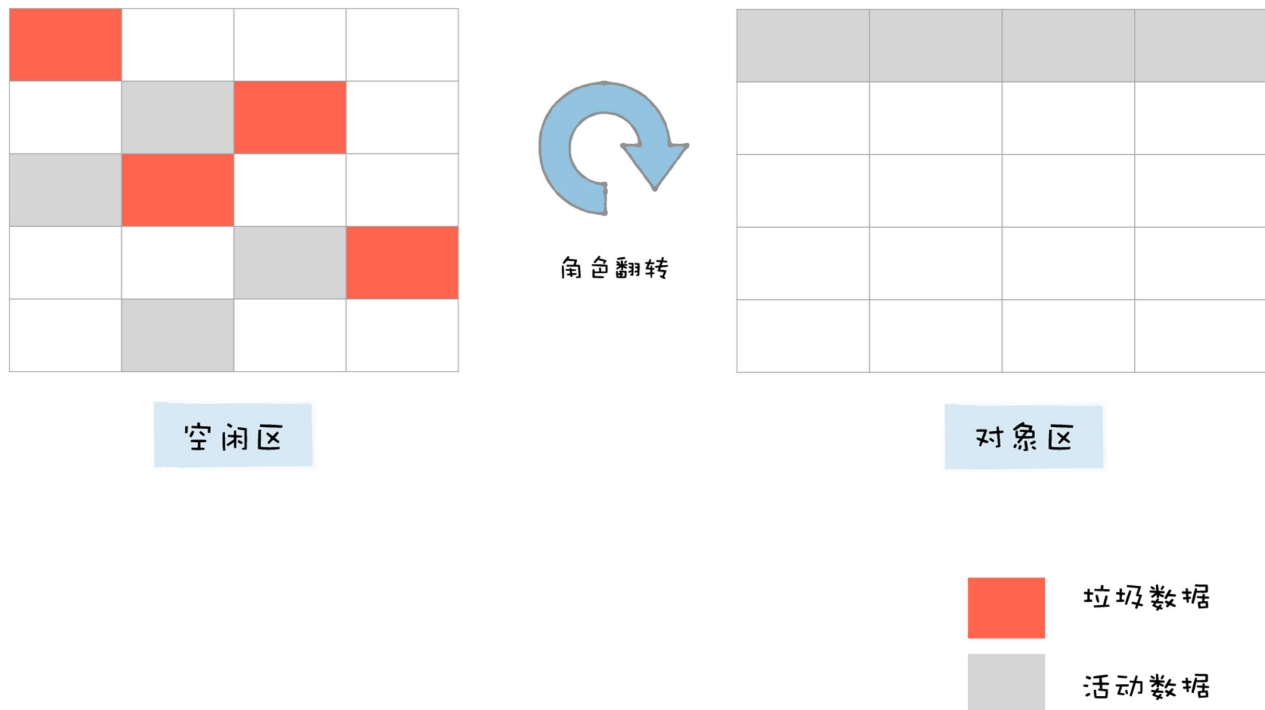 角色翻转
空闲区
对象区
垃圾数据
活动数据